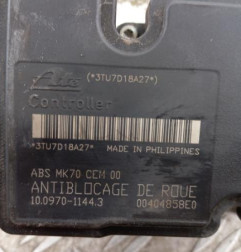 Ate (*3TU7D18A27*)
Controller
*3TU7D18A27* MADE IN PHILIPPINES
ABS MK70 CEM 00
ANTIBLOCAGE DE ROUE
10.0970-1144.3 00404858E0